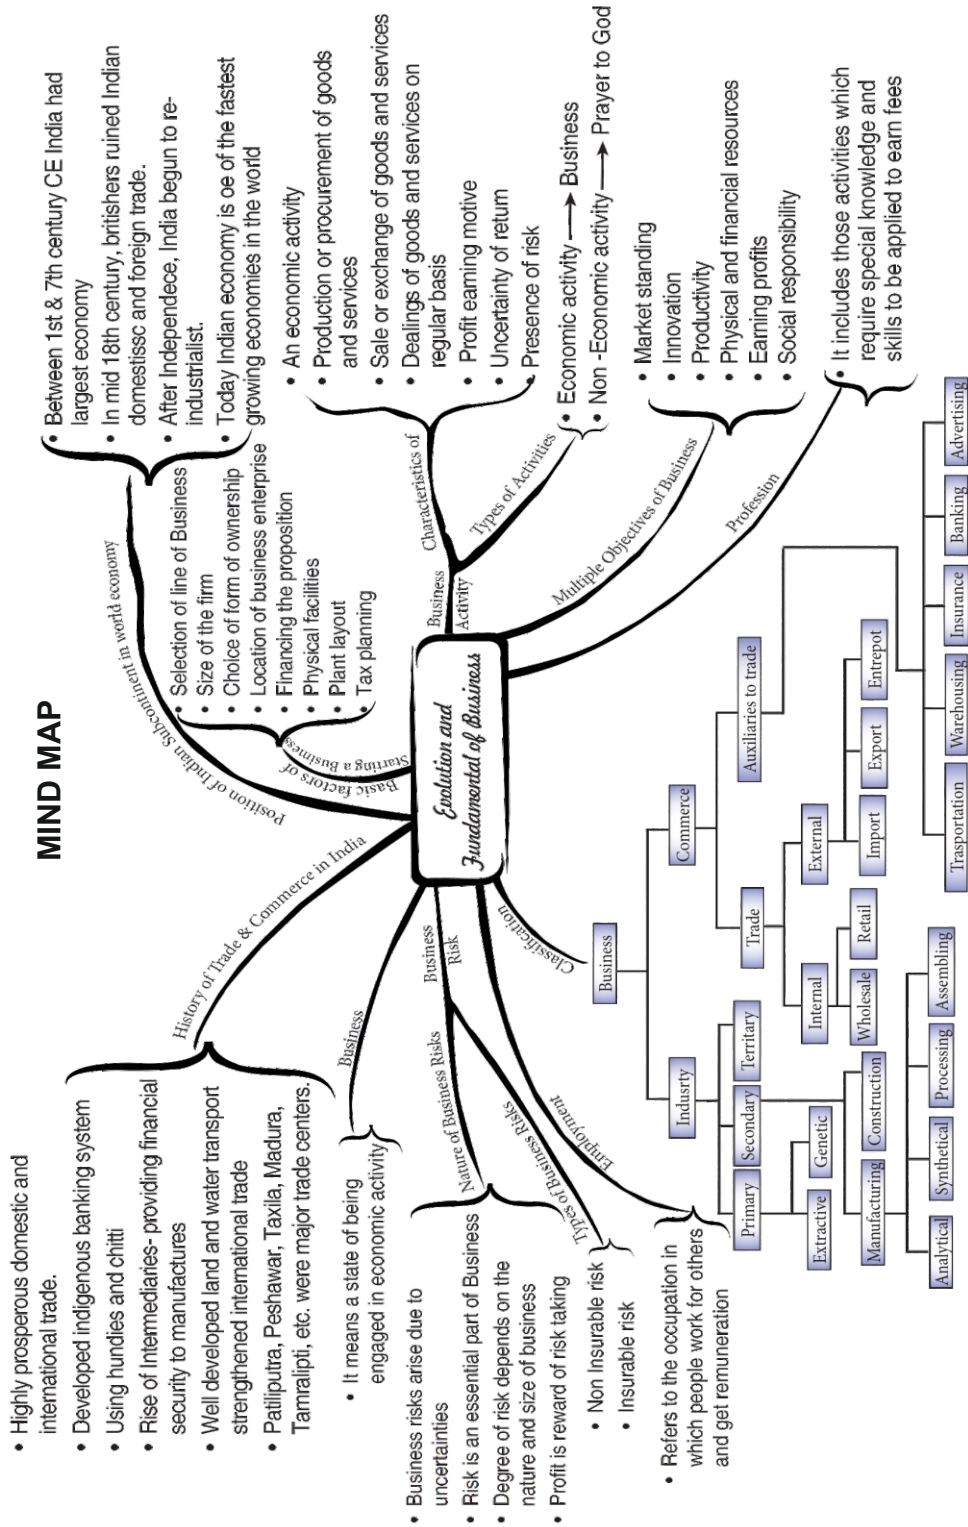 MIND MAP
• Highly prosperous domestic and
international trade.
• Developed indigenous banking system
• Using hundies and chitti
• Rise of Intermediaries- providing financial
security to manufactures
• Well developed land and water transport
strengthened international trade
• Patiliputra, Peshawar, Taxila, Madura,
Tamralipti, etc. were major trade centers.
History of Trade & Commerce in India
Position of Indian Subcontinent in world economy
• Between 1st & 7th century CE India had
largest economy
• In mid 18th century, britishers ruined Indian
domestissc and foreign trade.
• After Independece, India begun to re-
industrialist.
• Today Indian economy is oe of the fastest
growing economies in the world
Basic factors of
Starting a Business
• Selection of line of Business
• Size of the firm
• Choice of form of ownership
• Location of business enterprise
• Financing the proposition
• Physical facilities
• Plant layout
• Tax planning
Evolution and
Fundamental of Business
Business
Activity
Characteristics of
• An economic activity
• Production or procurement of goods
and services
• Sale or exchange of goods and services
• Dealings of goods and services on
regular basis
• Profit earning motive
• Uncertainty of return
• Presence of risk
Types of Activities
• Economic activity → Business
• Non -Economic activity → Prayer to God
Multiple Objectives of Business
• Market standing
• Innovation
• Productivity
• Physical and financial resources
• Earning profits
• Social responsibility
Profession
• It includes those activities which
require special knowledge and
skills to be applied to earn fees
Business
• It means a state of being
engaged in economic activity
Business
Risk
Nature of Business Risks
• Business risks arise due to
uncertainties
• Risk is an essential part of Business
• Degree of risk depends on the
nature and size of business
• Profit is reward of risk taking
Types of Business Risks
• Non Insurable risk
• Insurable risk
Employment
• Refers to the occupation in
which people work for others
and get remuneration
Classification
Business
Indusrty
Commerce
Primary
Secondary
Territary
Trade
Auxiliaries to trade
Extractive
Genetic
Internal
External
Manufacturing
Construction
Wholesale
Retail
Import
Export
Entrepot
Analytical
Synthetical
Processing
Assembling
Trasportation
Warehousing
Insurance
Banking
Advertising